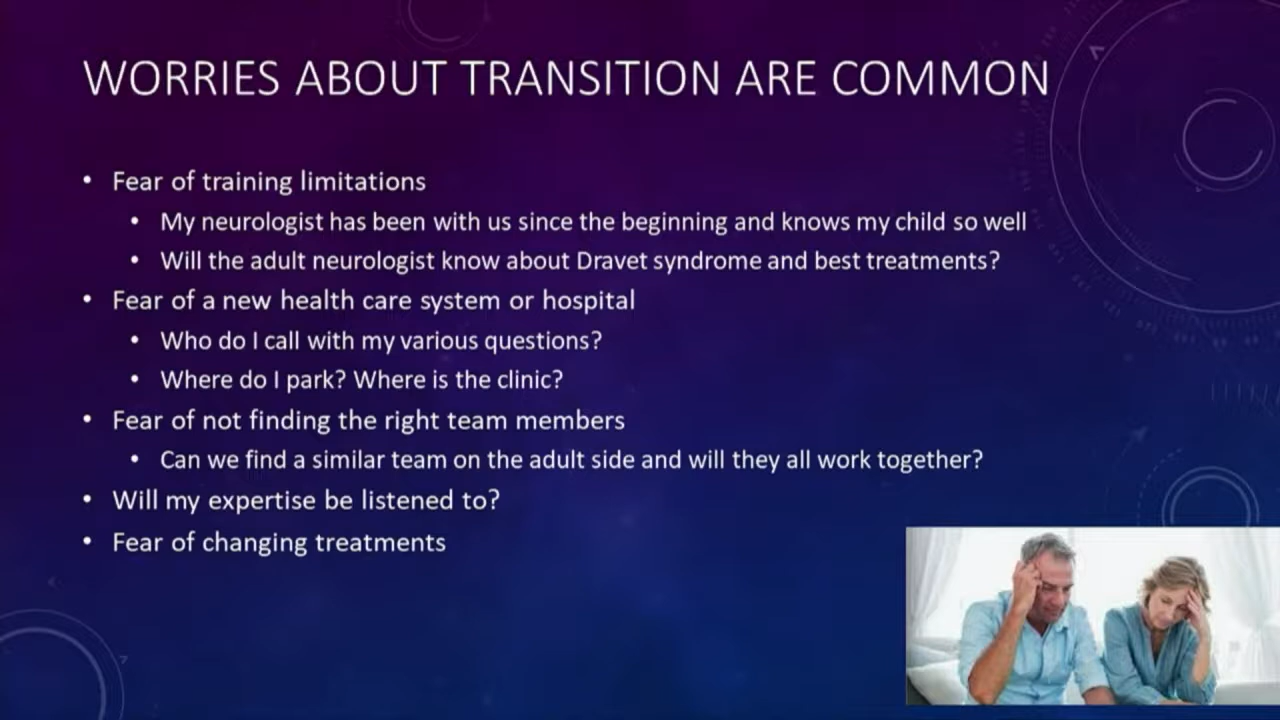 WORRIES ABOUT TRANSITION ARE COMMON
• Fear of training limitations
• My neurologist has been with us since the beginning and knows my child so well
• Will the adult neurologist know about Dravet syndrome and best treatments?
• Fear of a new health care system or hospital
• Who do I call with my various questions?
• Where do I park? Where is the clinic?
• Fear of not finding the right team members
• Can we find a similar team on the adult side and will they all work together?
• Will my expertise be listened to?
• Fear of changing treatments